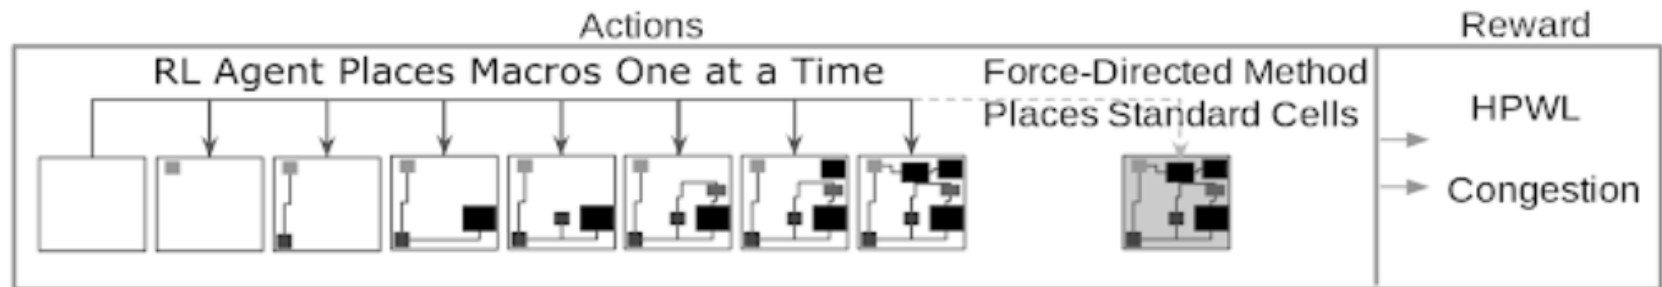 Actions
Reward
RL Agent Places Macros One at a Time
Force-Directed Method
Places Standard Cells
HPWL
Congestion